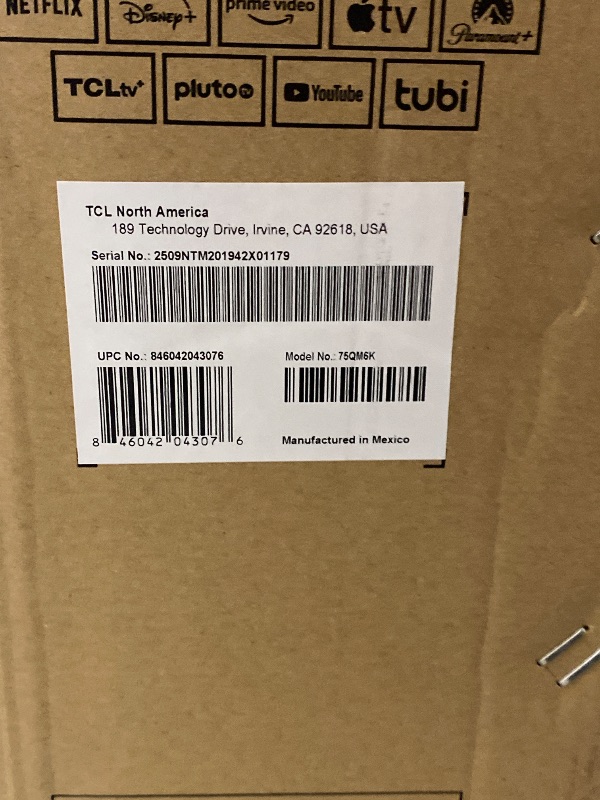 NETFLIX Disney+ prime video tv Paramount+
TCLtv+ pluto tv YouTube tubi
TCL North America
189 Technology Drive, Irvine, CA 92618, USA
Serial No.: 2509NTM201942X01179
UPC No.: 846042043076 Model No.: 75QM6K
8 46042 04307 6
Manufactured in Mexico